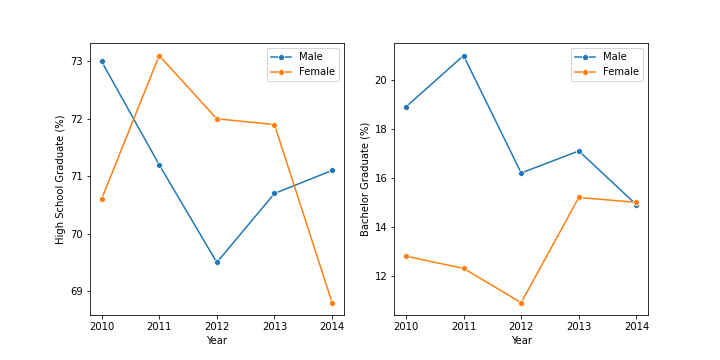 High School Graduate (%)
73
72
71
70
69
Male
Female
2010 2011 2012 2013 2014
Year
Bachelor Graduate (%)
20
18
16
14
12
Male
Female
2010 2011 2012 2013 2014
Year